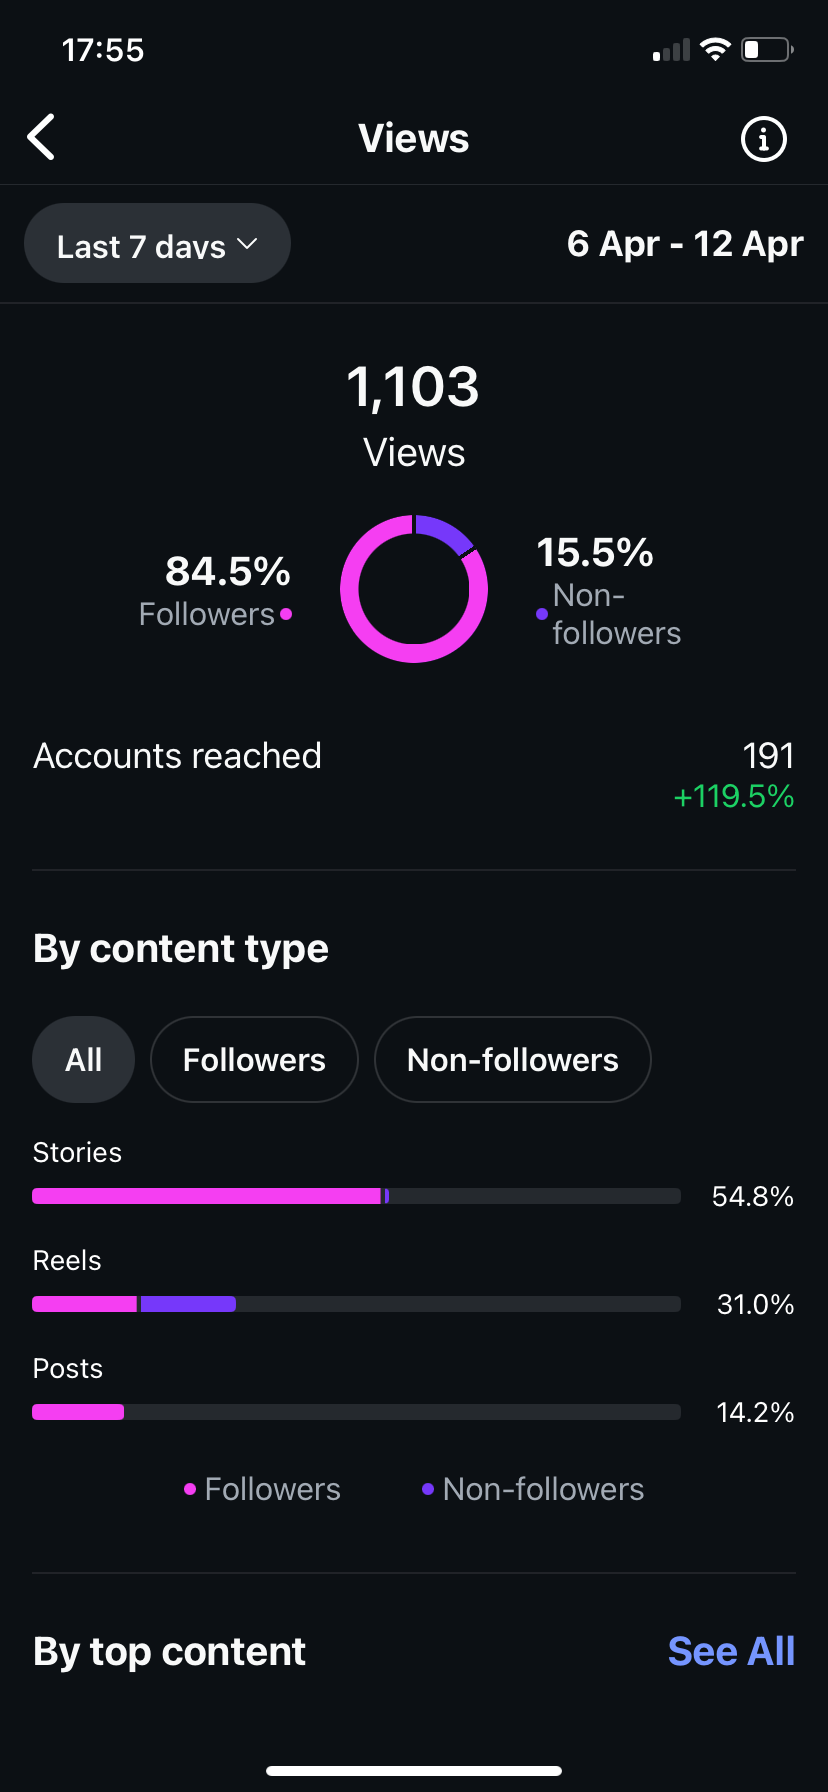 17:55
Views
Last 7 days
6 Apr - 12 Apr
1,103
Views
84.5%
Followers
15.5%
Non-
followers
Accounts reached
191
+119.5%
By content type
All
Followers
Non-followers
Stories
54.8%
Reels
31.0%
Posts
14.2%
Followers
Non-followers
By top content
See All